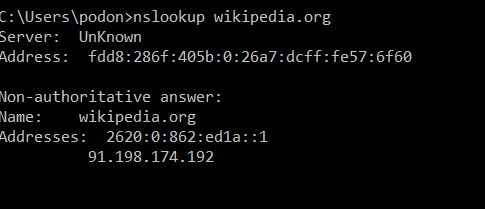 C:\Users\podon>nslookup wikipedia.org
Server:  UnKnown
Address:  fdd8:286f:405b:0:26a7:dcff:fe57:6f60
Non-authoritative answer:
Name:    wikipedia.org
Addresses:  2620:0:862:ed1a::1
91.198.174.192